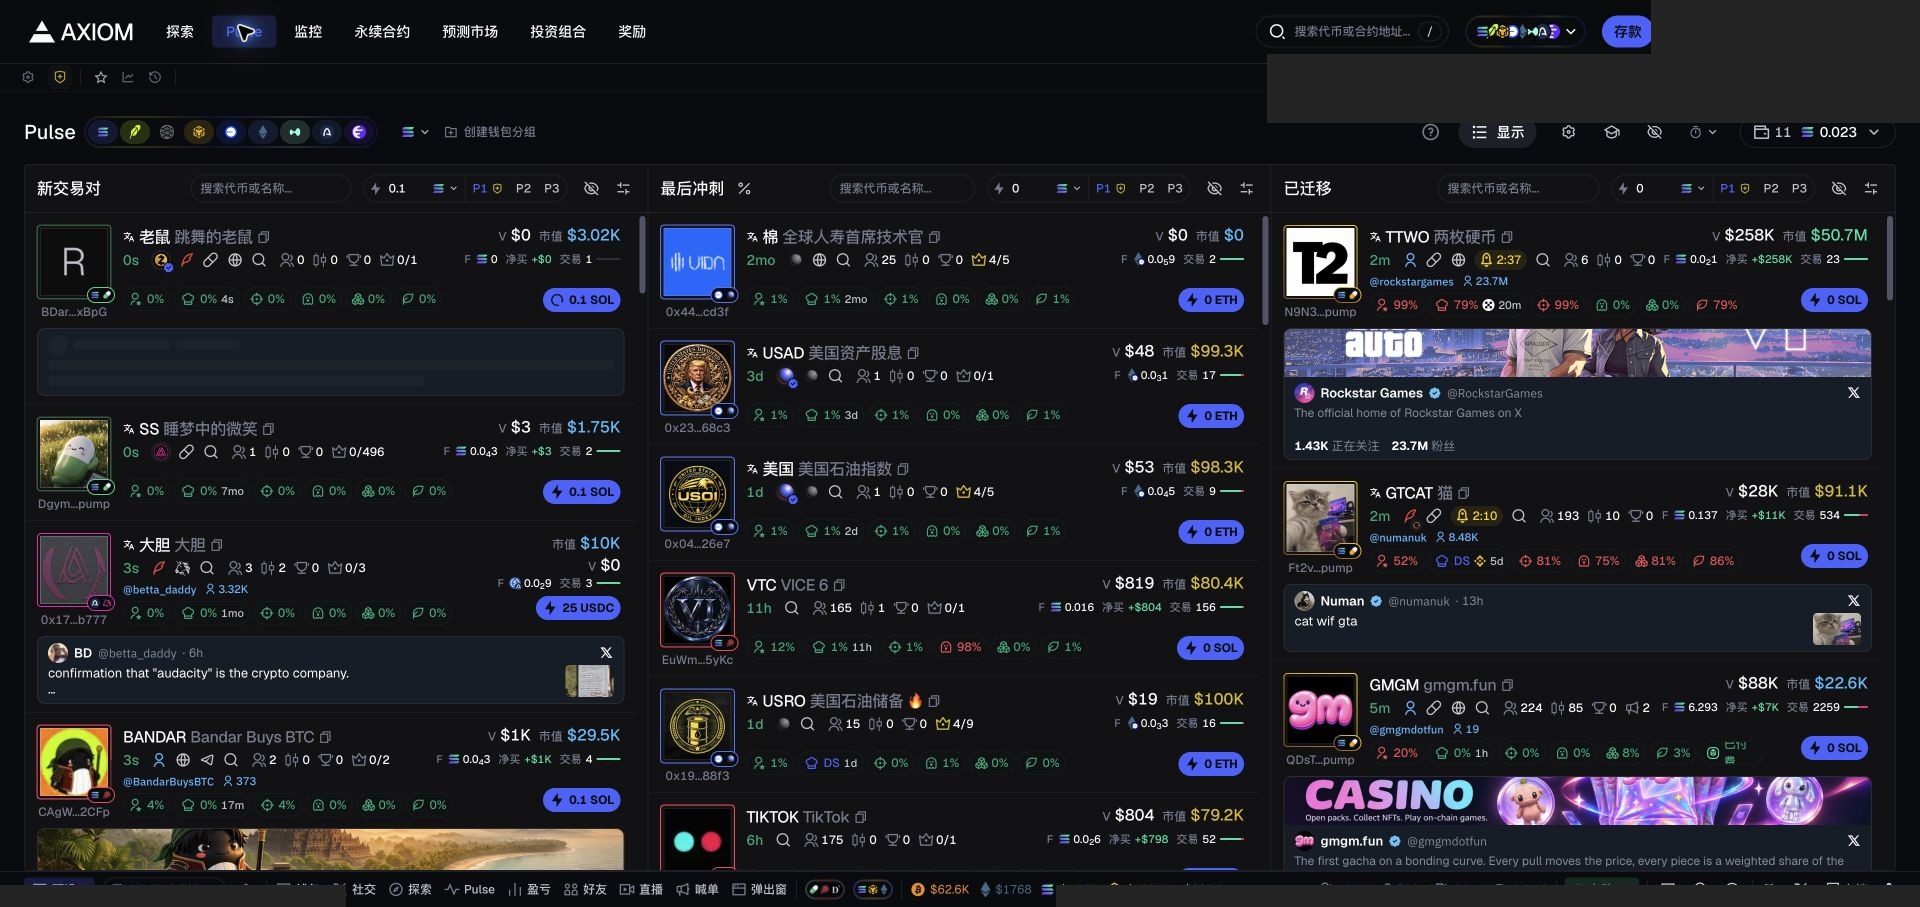 AXIOM
探索
监控
永续合约
预测市场
投资组合
奖励
搜索代币或合约地址...
/
存款
Pulse
创建钱包分组
显示
11
0.023
新交易对
搜索代币或名称...
0.1
P1
P2
P3
R
老鼠 跳舞的老鼠
V $0 市值 $3.02K
0s
0
0
0
0/1
F 0 净买 +$0 交易 1
0%
0% 4s
0%
0%
0%
0%
0.1 SOL
BDar...xBpG
SS 睡梦中的微笑
V $3 市值 $1.75K
0s
1
0
0
0/496
F 0.0₄3 净买 +$3 交易 2
0%
0% 7mo
0%
0%
0%
0%
0.1 SOL
Dgym...pump
大胆 大胆
市值 $10K
V $0
3s
3
2
0
0/3
F 0.0₂9 交易 3
@betta_daddy 3.32K
0%
0% 1mo
0%
0%
0%
0%
25 USDC
0x17...b777
BD @betta_daddy · 6h
confirmation that "audacity" is the crypto company.
...
BANDAR Bandar Buys BTC
V $1K 市值 $29.5K
3s
2
0
0
0/2
F 0.0₄3 净买 +$1K 交易 4
@BandarBuysBTC 373
4%
0% 17m
4%
0%
0%
0%
0.1 SOL
CAgW...2CFp
最后冲刺
搜索代币或名称...
0
P1
P2
P3
棉 全球人寿首席技术官
V $0 市值 $0
2mo
25
0
0
4/5
F 0.0₅9 交易 2
1%
1% 2mo
1%
0%
0%
1%
0 ETH
0x44...cd3f
USAD 美国资产股息
V $48 市值 $99.3K
3d
1
0
0
0/1
F 0.0₃1 交易 17
1%
1% 3d
1%
0%
0%
1%
0 ETH
0x23...68c3
USOI
美国 美国石油指数
V $53 市值 $98.3K
1d
1
0
0
4/5
F 0.0₄5 交易 9
1%
1% 2d
1%
0%
0%
1%
0 ETH
0x04...26e7
VI
VTC VICE 6
V $819 市值 $80.4K
11h
165
1
0
0/1
F 0.016 净买 +$804 交易 156
12%
1% 11h
1%
98%
0%
1%
0 SOL
EuWm...5yKc
USRO 美国石油储备
V $19 市值 $100K
1d
15
0
0
4/9
F 0.0₃3 交易 16
1%
DS 1d
0%
1%
0%
0%
0 ETH
0x19...88f3
TIKTOK TikTok
V $804 市值 $79.2K
6h
175
0
0
0/1
F 0.0₂6 净买 +$798 交易 52
已迁移
搜索代币或名称...
0
P1
P2
P3
T2
TTWO 两枚硬币
V $258K 市值 $50.7M
2m
2:37
6
0
0
F 0.0₂1 净买 +$258K 交易 23
@rockstargames 23.7M
99%
79% 20m
99%
0%
0%
79%
0 SOL
N9N3...pump
auto
Rockstar Games @RockstarGames
The official home of Rockstar Games on X
1.43K 正在关注 23.7M 粉丝
GTCAT 猫
V $28K 市值 $91.1K
2m
2:10
193
10
0
F 0.137 净买 +$11K 交易 534
@numanuk 8.48K
52%
DS 5d
81%
75%
81%
86%
0 SOL
Ft2v...pump
Numan @numanuk · 13h
cat wif gta
gm
GMGM gmgm.fun
V $88K 市值 $22.6K
5m
224
85
0
2
F 6.293 净买 +$7K 交易 2259
@gmgmdotfun 19
20%
0% 1h
0%
0%
8%
3%
已付费
0 SOL
QDsT...pump
CASINO
Open packs. Collect NFTs. Play on-chain games.
gmgm.fun @gmgmdotfun
The first gacha on a bonding curve. Every pull moves the price, every piece is a weighted share of the
社交
探索
Pulse
盈亏
好友
直播
喊单
弹出窗
$62.6K
$1768